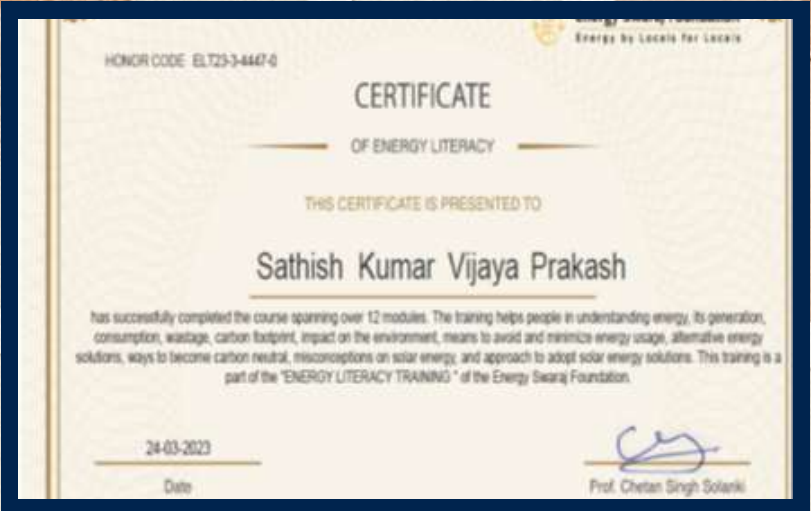 Energy Swaraj Foundation
Energy by Locals for Locals
HONOR CODE ELT23-3-4447-0
CERTIFICATE
OF ENERGY LITERACY
THIS CERTIFICATE IS PRESENTED TO
Sathish Kumar Vijaya Prakash
has successfully completed the course spanning over 12 modules. The training helps people in understanding energy, its generation,
consumption, wastage, carbon footprint, impact on the environment, means to avoid and minimize energy usage, alternative energy
solutions, ways to become carbon neutral, misconceptions on solar energy, and approach to adopt solar energy solutions. This training is a
part of the "ENERGY LITERACY TRAINING " of the Energy Swaraj Foundation.
24-03-2023
Date
Prof. Chetan Singh Solanki